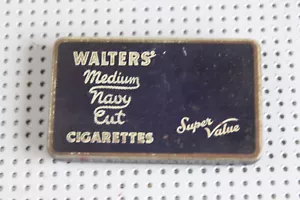 WALTERS'
Medium
Navy
Cut
CIGARETTES
Super Value